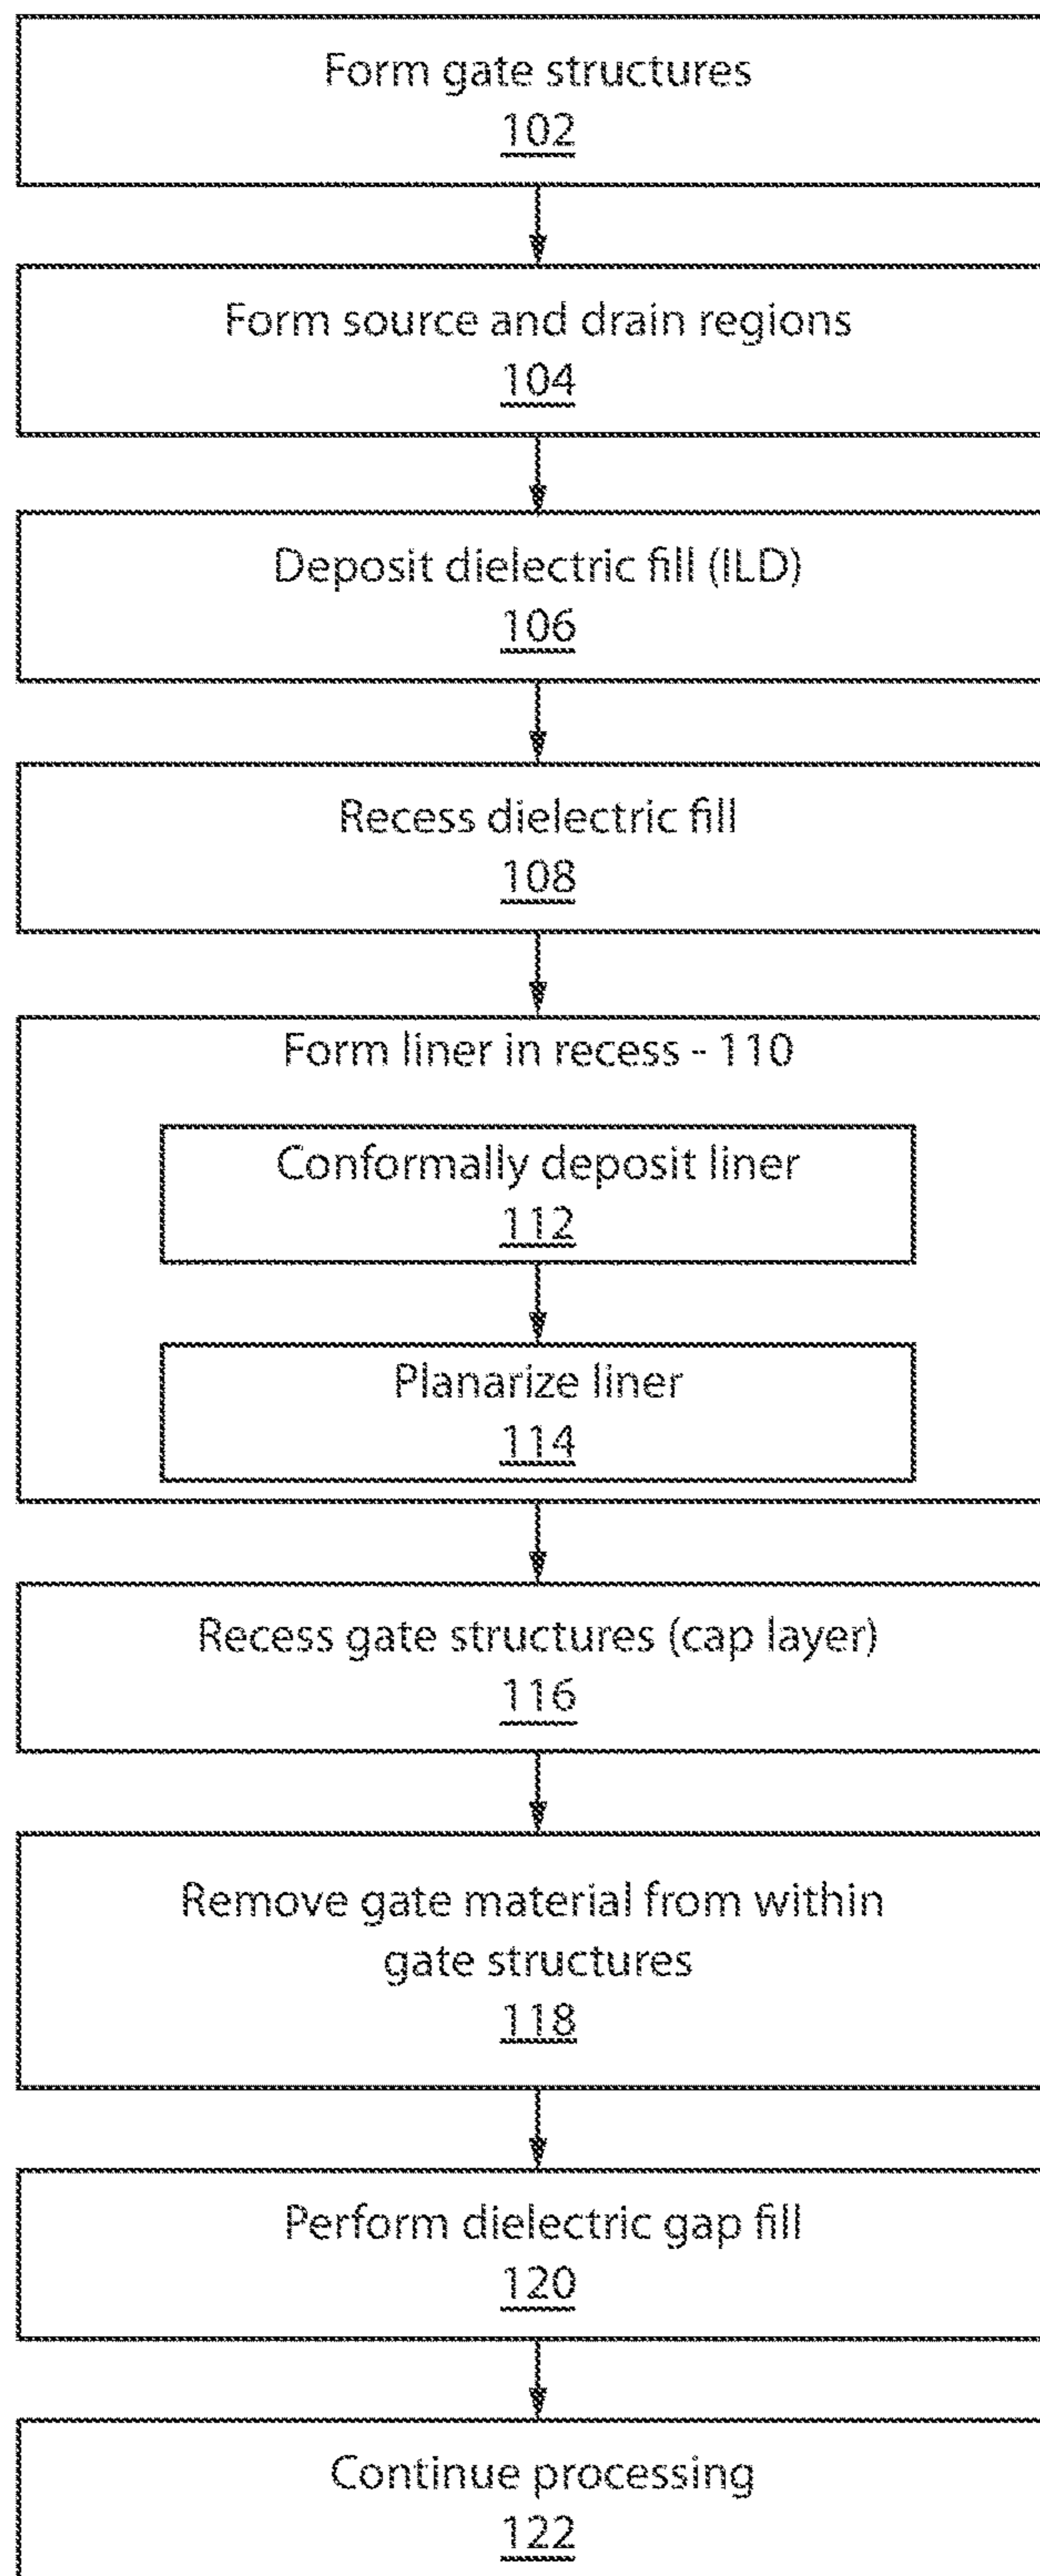 Form gate structures
102
Form source and drain regions
104
Deposit dielectric fill (ILD)
106
Recess dielectric fill
108
Form liner in recess - 110
Conformally deposit liner
112
Planarize liner
114
Recess gate structures (cap layer)
116
Remove gate material from within
gate structures
118
Perform dielectric gap fill
120
Continue processing
122